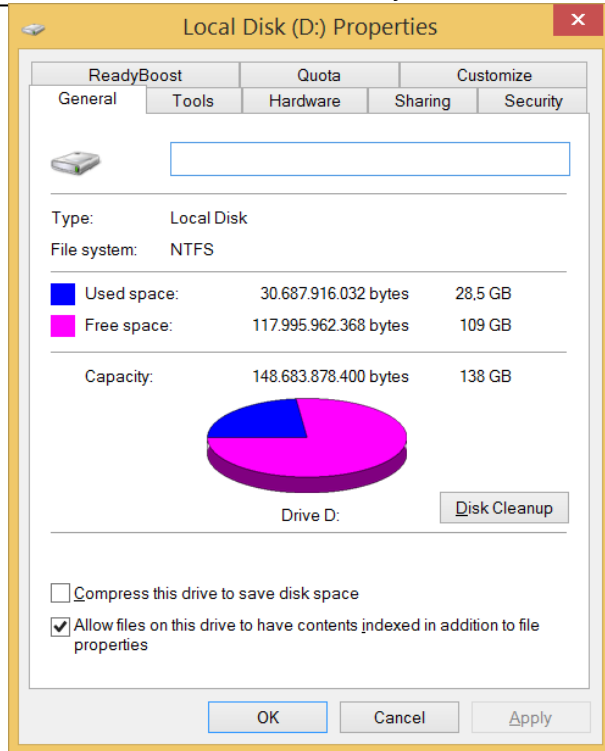 Local Disk (D:) Properties
ReadyBoost Quota Customize
General Tools Hardware Sharing Security
Type: Local Disk
File system: NTFS
Used space: 30.687.916.032 bytes 28,5 GB
Free space: 117.995.962.368 bytes 109 GB
Capacity: 148.683.878.400 bytes 138 GB
Drive D:
Disk Cleanup
Compress this drive to save disk space
Allow files on this drive to have contents indexed in addition to file
properties
OK Cancel Apply